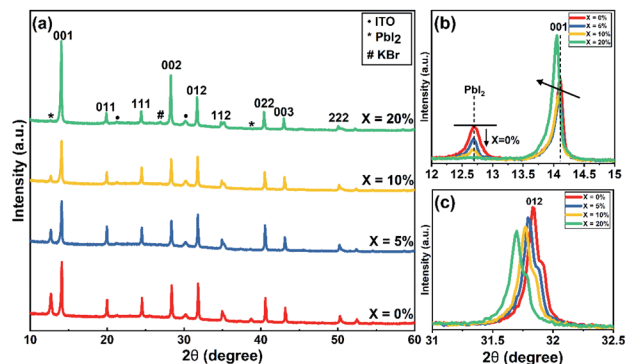 (a)
• ITO
* PbI₂
# KBr
001
002
012
*
011
•
111
#
•
112
*
022
003
222
X = 20%
X = 10%
X = 5%
X = 0%
Intensity (a.u.)
10 20 30 40 50 60
2θ (degree)
(b)
001
X = 0%
X = 5%
X = 10%
X = 20%
PbI₂
X=0%
Intensity (a.u.)
12 12.5 13 13.5 14 14.5 15
(c)
012
X = 0%
X = 5%
X = 10%
X = 20%
Intensity (a.u.)
31 31.5 32 32.5
2θ (degree)